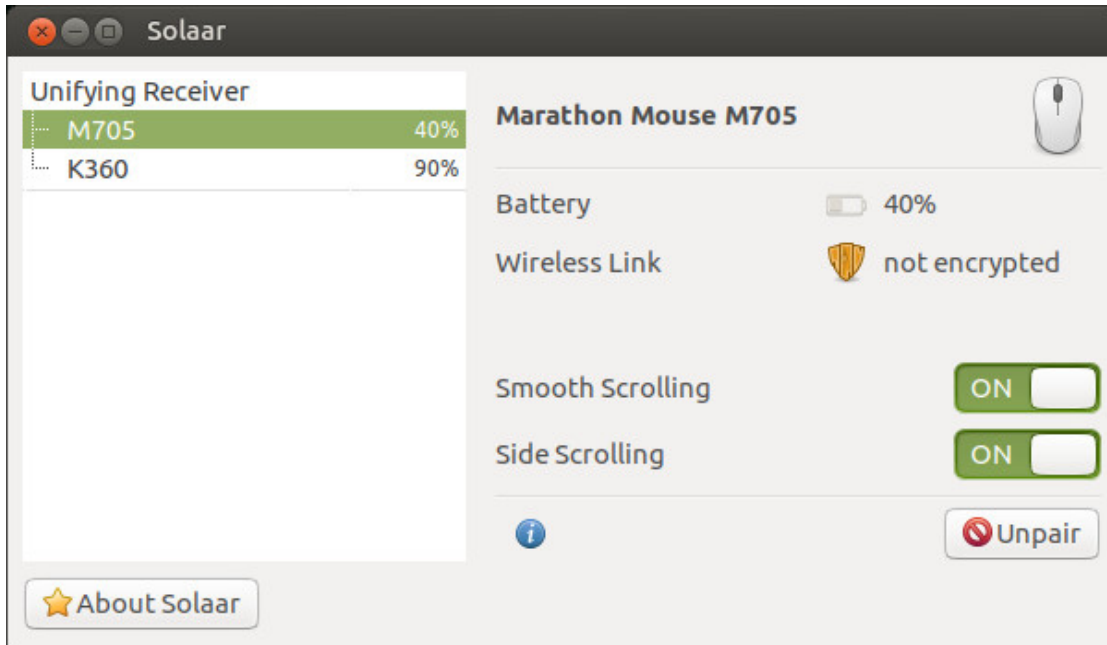 Solaar
Unifying Receiver
M705 40%
K360 90%
Marathon Mouse M705
Battery 40%
Wireless Link not encrypted
Smooth Scrolling ON
Side Scrolling ON
Unpair
About Solaar